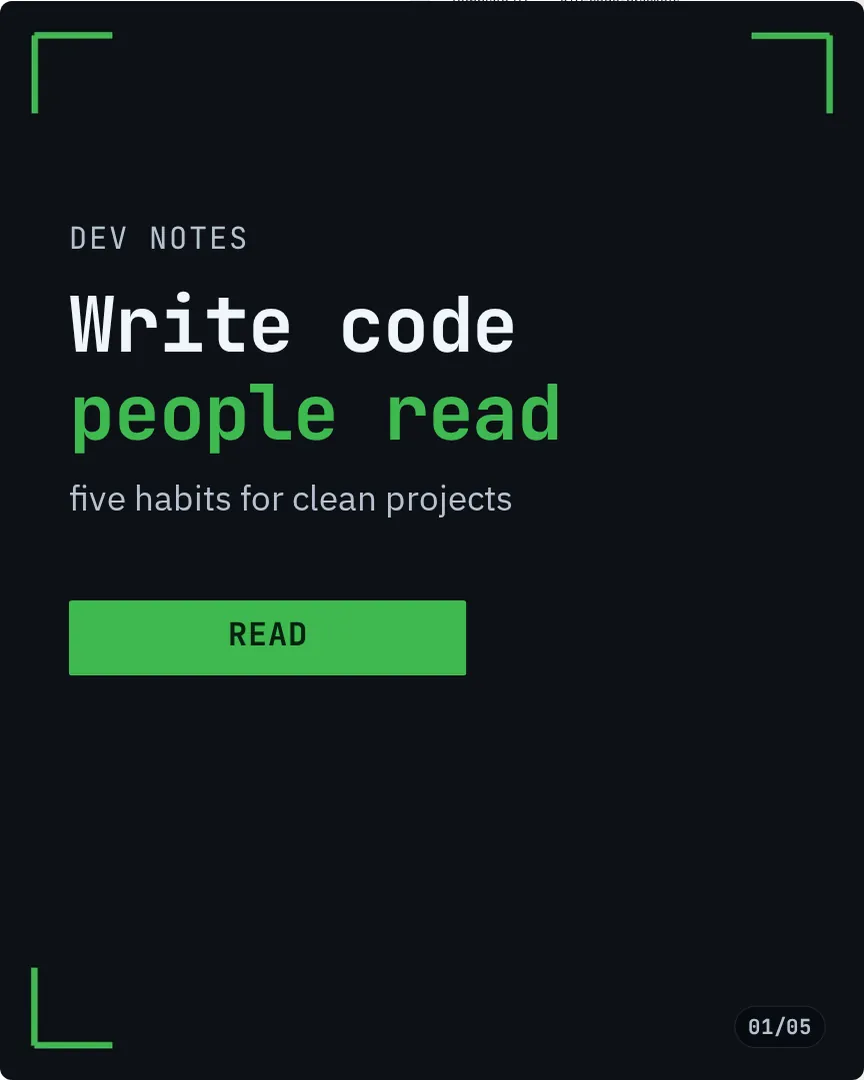 DEV NOTES
Write code
people read
five habits for clean projects
READ
01/05